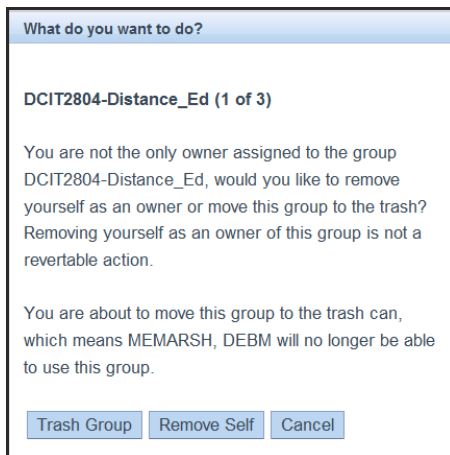 What do you want to do?
DCIT2804-Distance_Ed (1 of 3)
You are not the only owner assigned to the group
DCIT2804-Distance_Ed, would you like to remove
yourself as an owner or move this group to the trash?
Removing yourself as an owner of this group is not a
revertable action.
You are about to move this group to the trash can,
which means MEMARSH, DEBM will no longer be able
to use this group.
Trash Group Remove Self Cancel